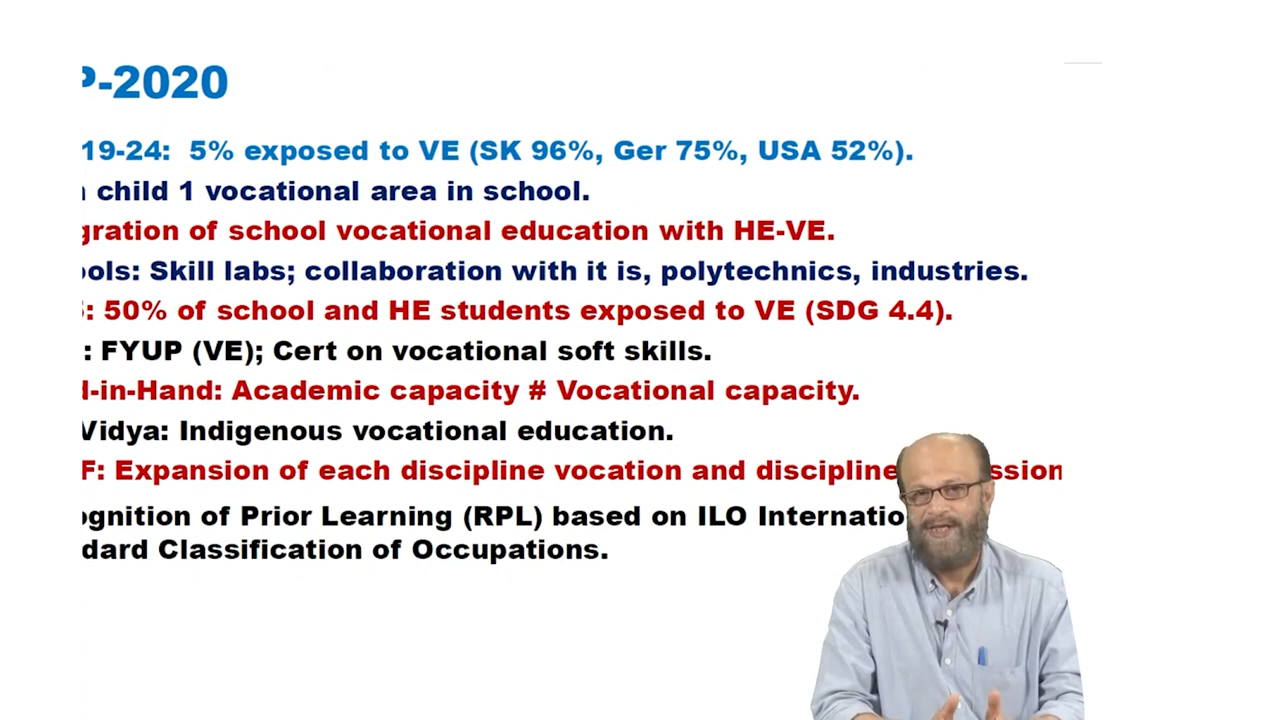 P-2020
19-24: 5% exposed to VE (SK 96%, Ger 75%, USA 52%).
child 1 vocational area in school.
gration of school vocational education with HE-VE.
ools: Skill labs; collaboration with it is, polytechnics, industries.
: 50% of school and HE students exposed to VE (SDG 4.4).
: FYUP (VE); Cert on vocational soft skills.
-in-Hand: Academic capacity # Vocational capacity.
Vidya: Indigenous vocational education.
F: Expansion of each discipline vocation and discipline ssion
ognition of Prior Learning (RPL) based on ILO Internatio
dard Classification of Occupations.